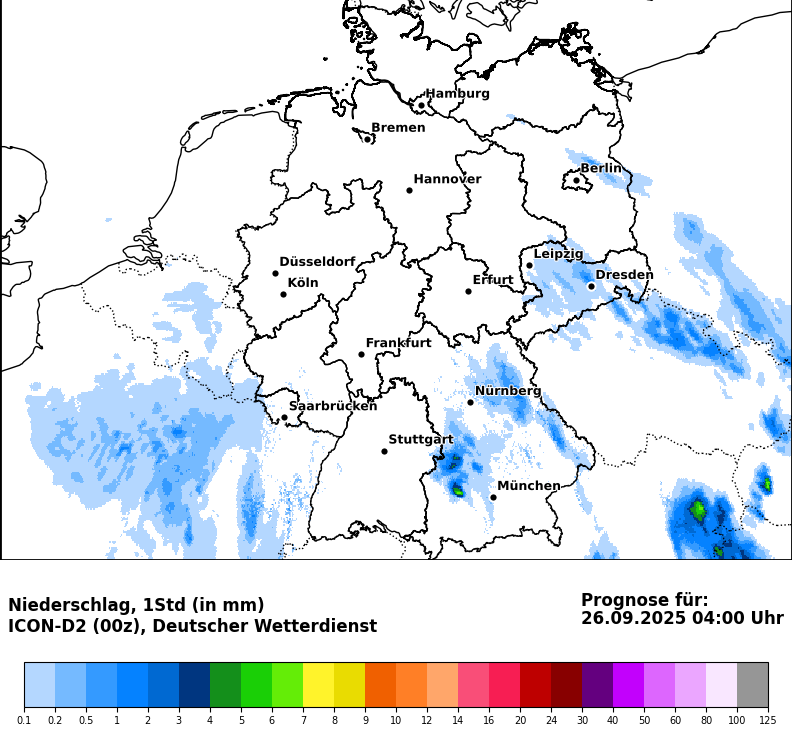 Hamburg
Bremen
Berlin
Hannover
Leipzig
Düsseldorf
Dresden
Köln
Erfurt
Frankfurt
Nürnberg
Saarbrücken
Stuttgart
München
Niederschlag, 1Std (in mm)
ICON-D2 (00z), Deutscher Wetterdienst
Prognose für:
26.09.2025 04:00 Uhr
0.1 0.2 0.5 1 2 3 4 5 6 7 8 9 10 12 14 16 20 24 30 40 50 60 80 100 125